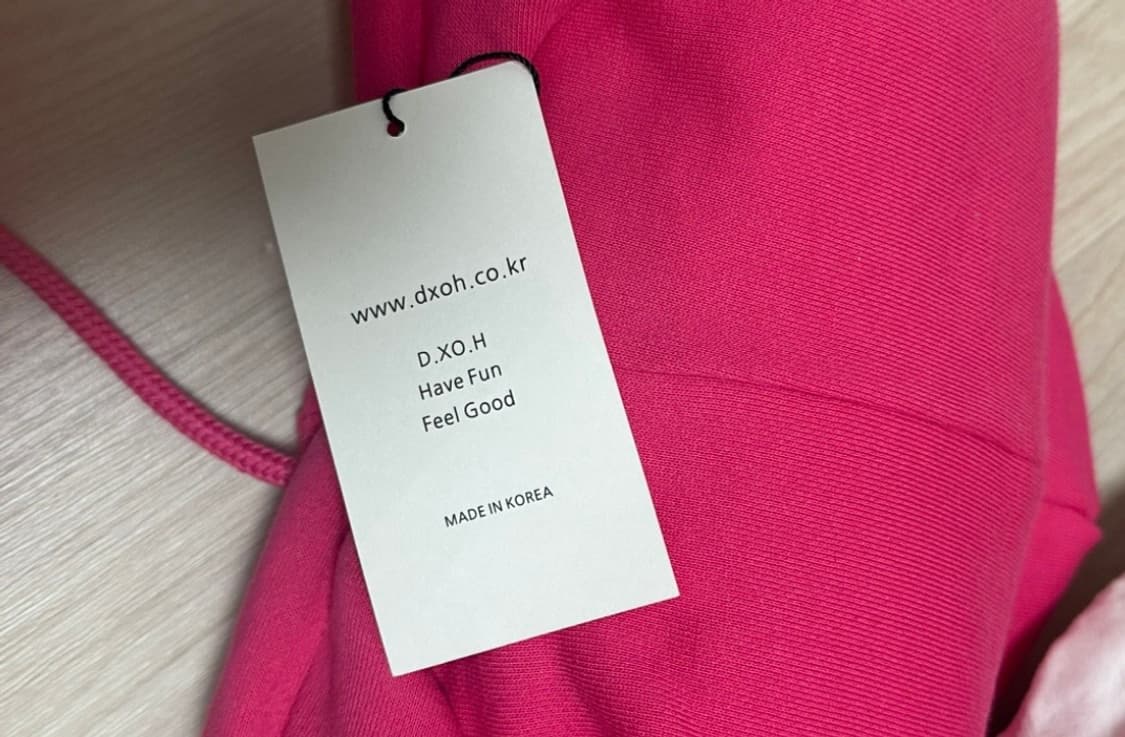 www.dxoh.co.kr
D.XO.H
Have Fun
Feel Good
MADE IN KOREA